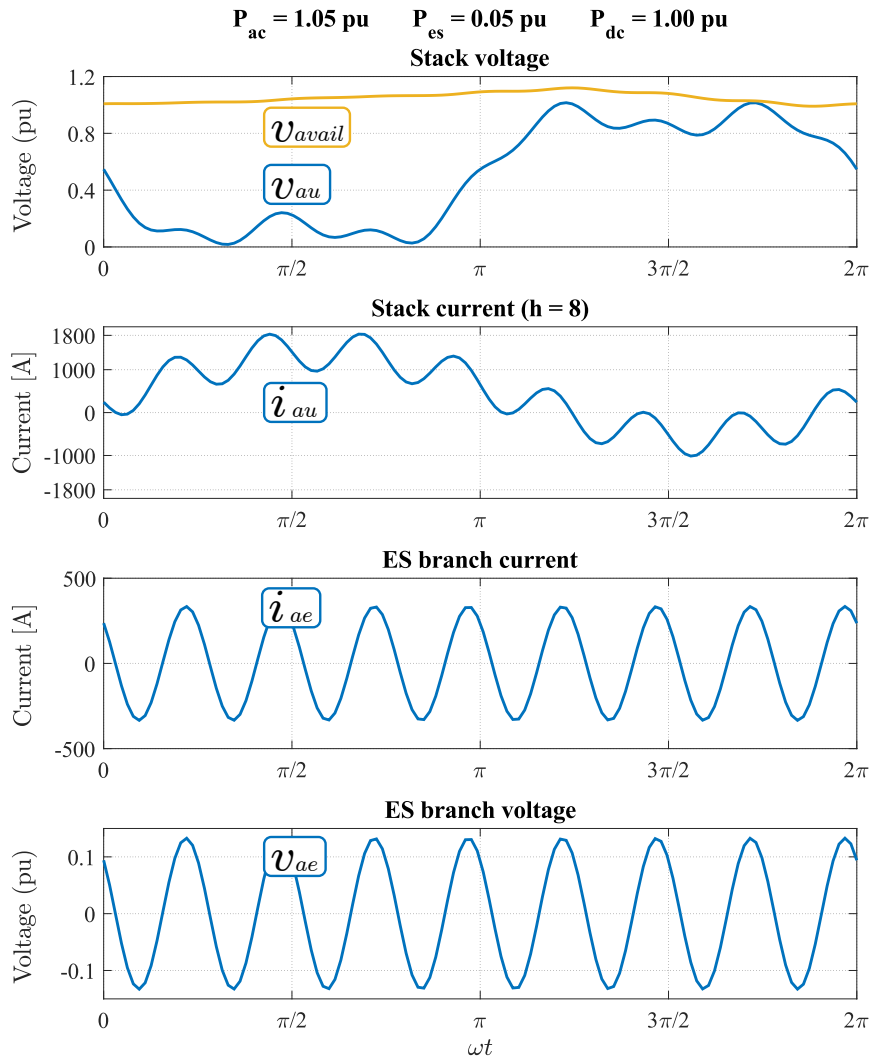 P_ac = 1.05 pu P_es = 0.05 pu P_dc = 1.00 pu
Stack voltage
Voltage (pu)
1.2
0.8
0.4
0
v_avail
v_au
0 π/2 π 3π/2 2π
Stack current (h = 8)
Current [A]
1800
1000
0
-1000
-1800
i_au
0 π/2 π 3π/2 2π
ES branch current
Current [A]
500
0
-500
i_ae
0 π/2 π 3π/2 2π
ES branch voltage
Voltage (pu)
0.1
0
-0.1
v_ae
0 π/2 π 3π/2 2π
ωt